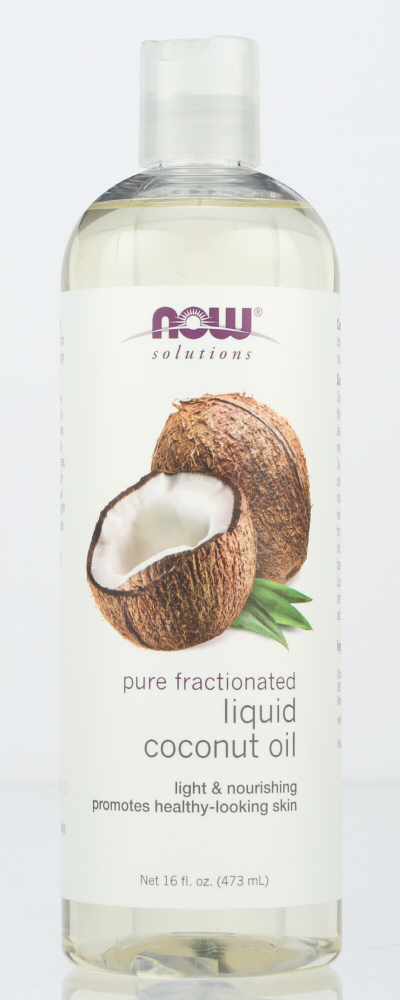 now®
solutions
pure fractionated
liquid
coconut oil
light & nourishing
promotes healthy-looking skin
Net 16 fl. oz. (473 mL)